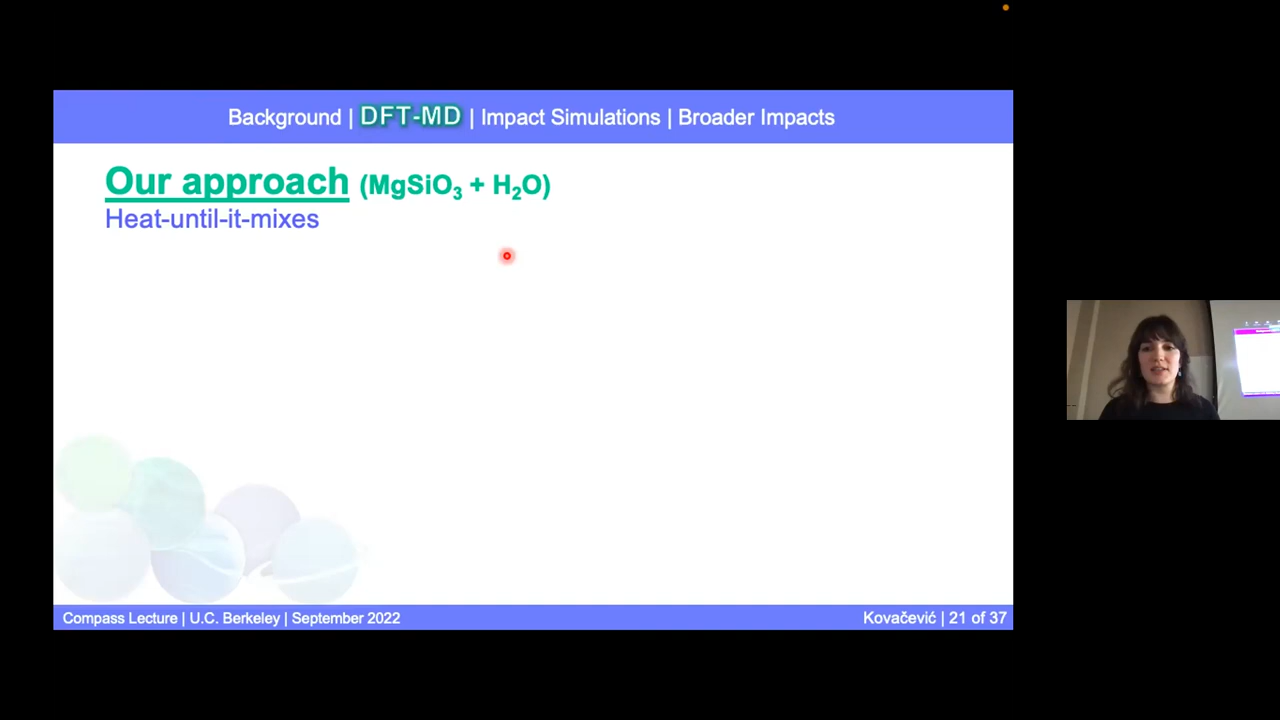 Background | DFT-MD | Impact Simulations | Broader Impacts
Our approach (MgSiO₃ + H₂O)
Heat-until-it-mixes
Compass Lecture | U.C. Berkeley | September 2022
Kovačević | 21 of 37